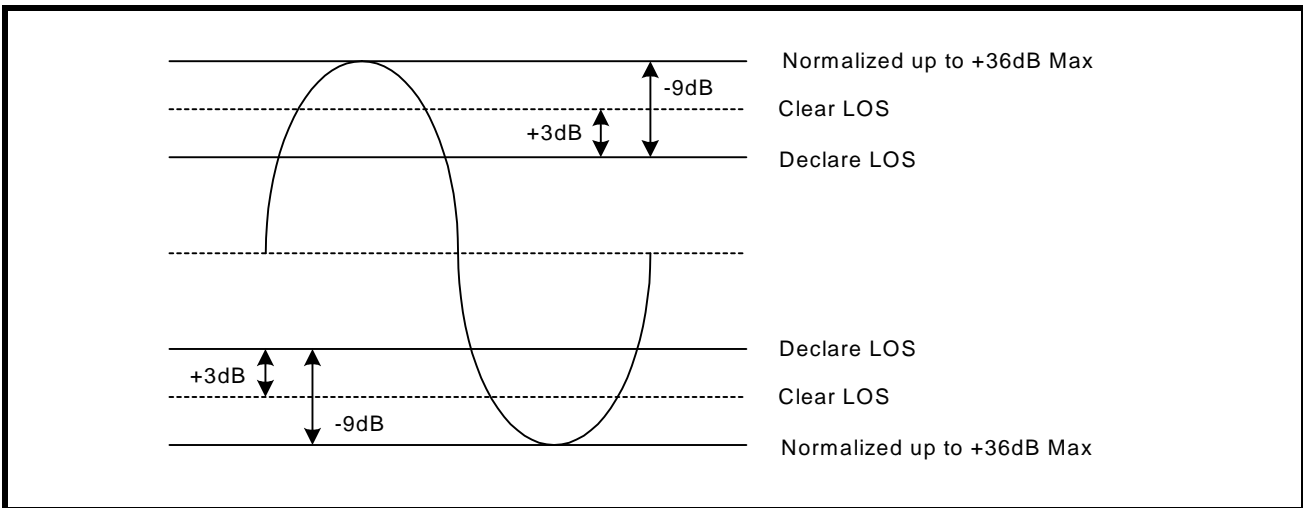 Normalized up to +36dB Max
-9dB
Clear LOS
+3dB
Declare LOS
Declare LOS
+3dB
Clear LOS
-9dB
Normalized up to +36dB Max